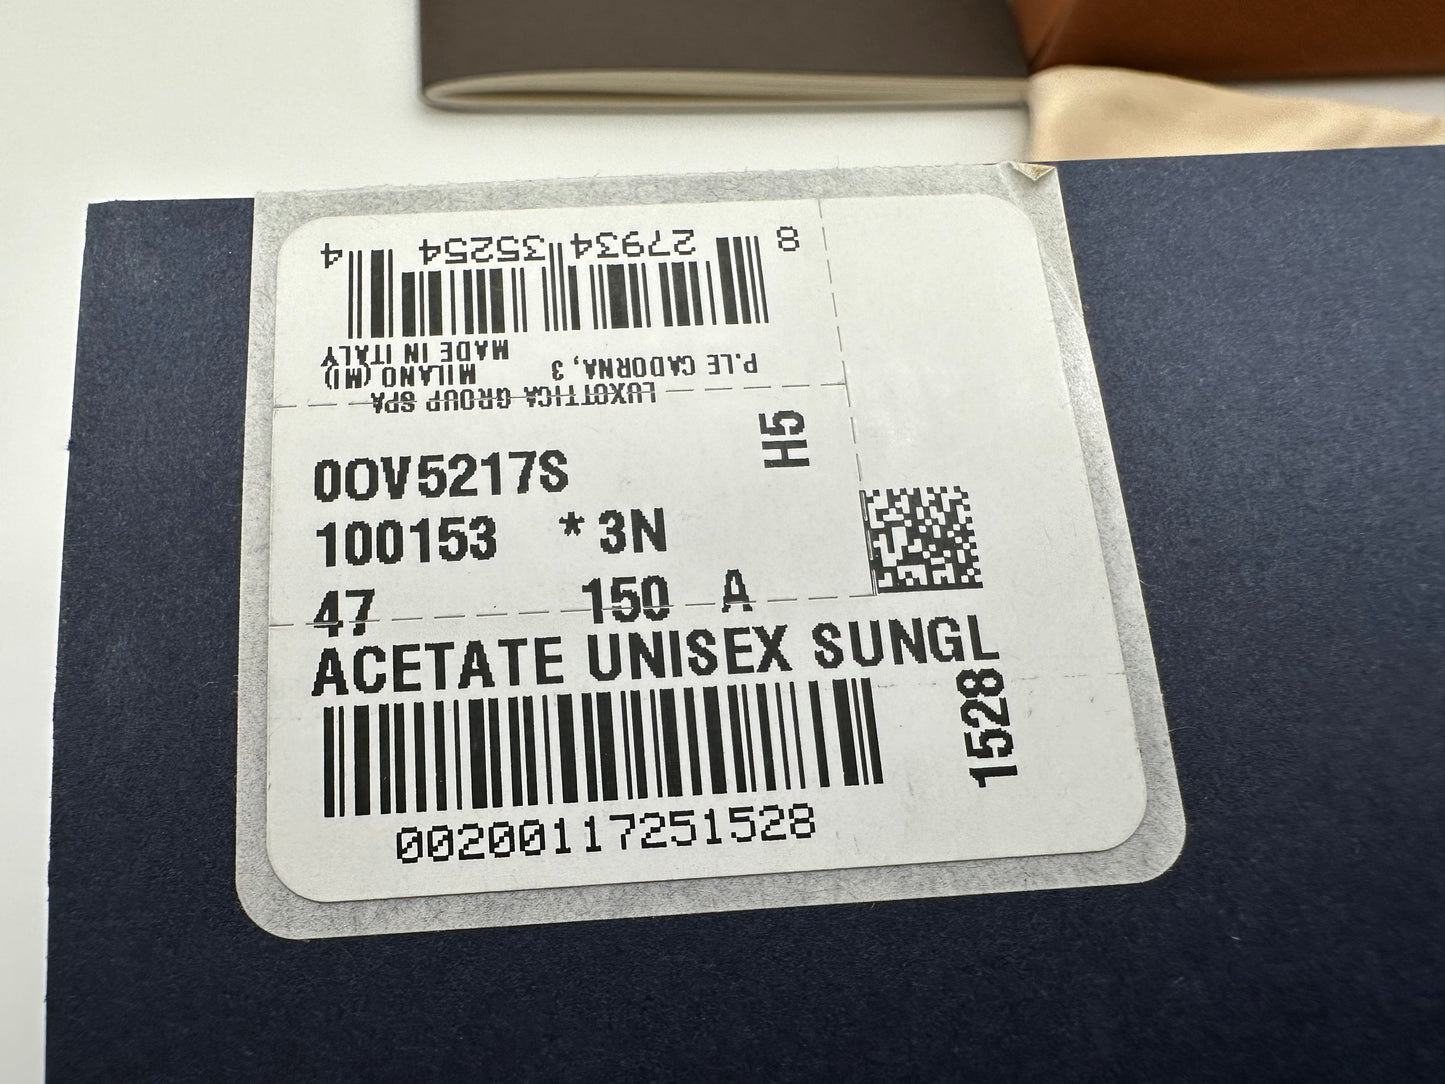 LUXOTTICA GROUP SPA
P.LE CADORNA, 3 MILANO (MI)
MADE IN ITALY
8 27934 35254 4
H5
0OV5217S
100153 *3N
47 150 A
ACETATE UNISEX SUNGL
1528
00200117251528